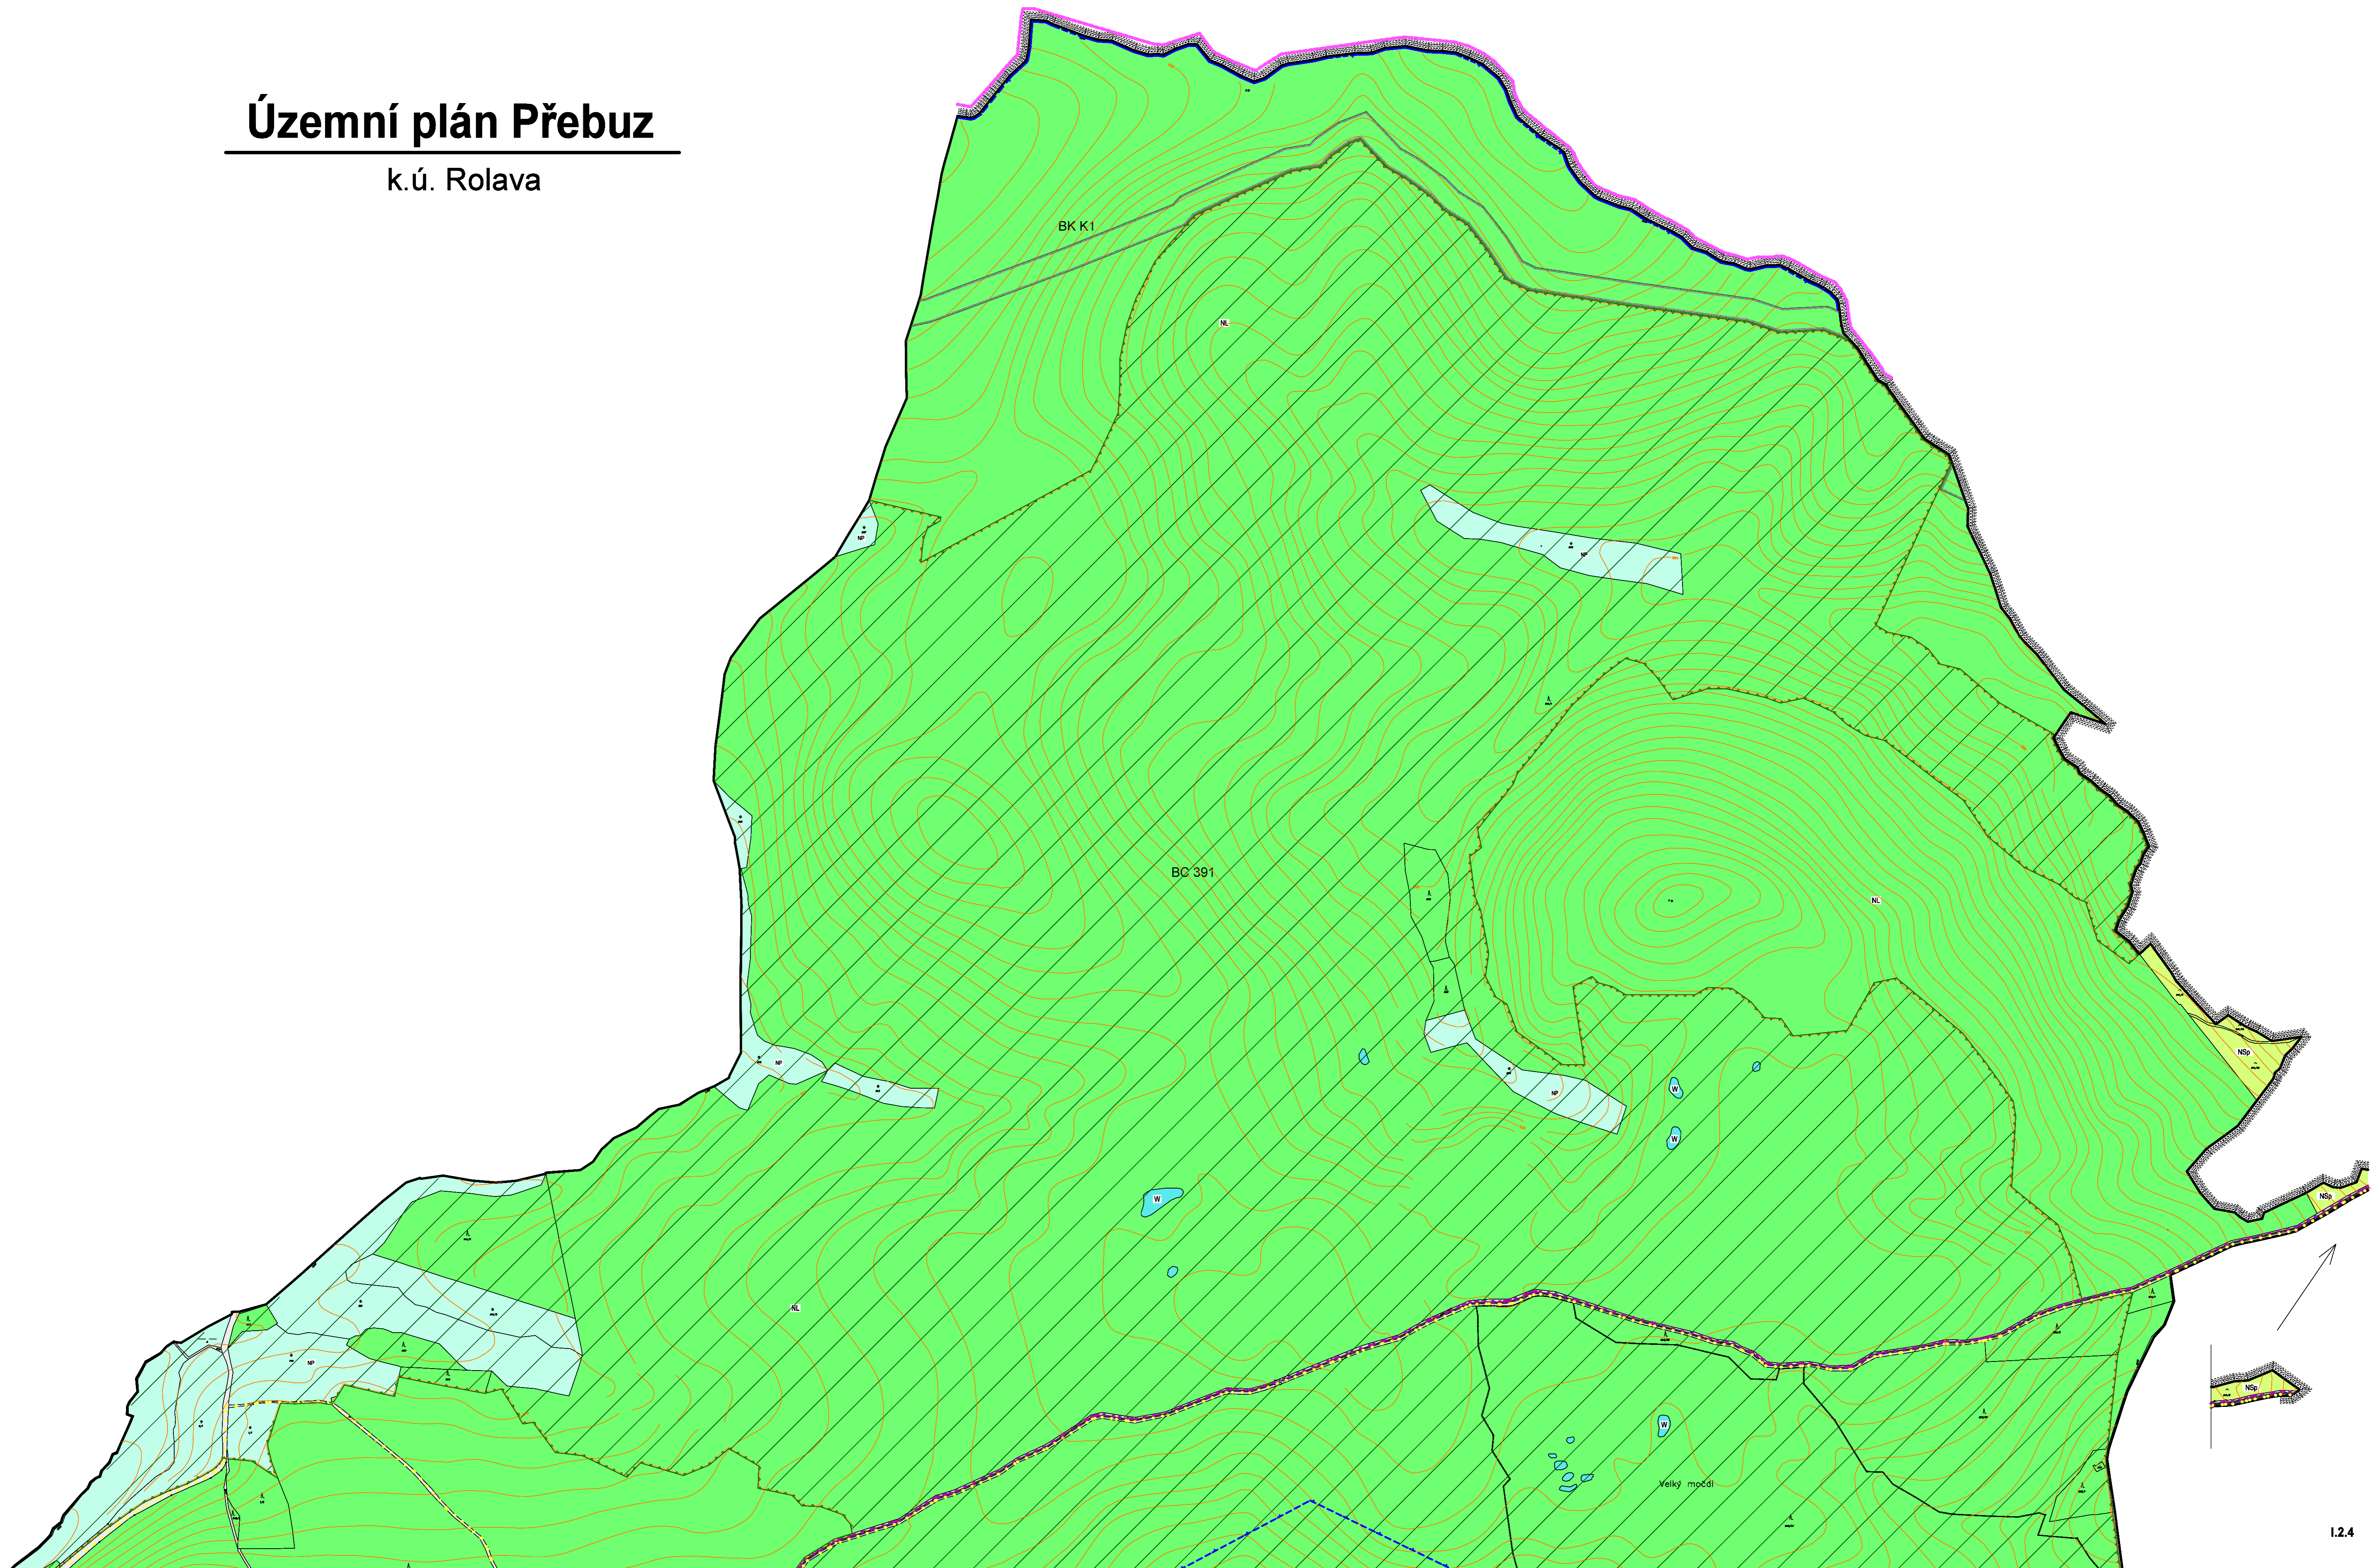 Územní plán Přebuz
k.ú. Rolava
BK K1
NL
NP
NP
BC 391
NL
NSp
NP
NP
W
W
W
NSp
NL
NP
NSp
W
Velký močál
I.2.4